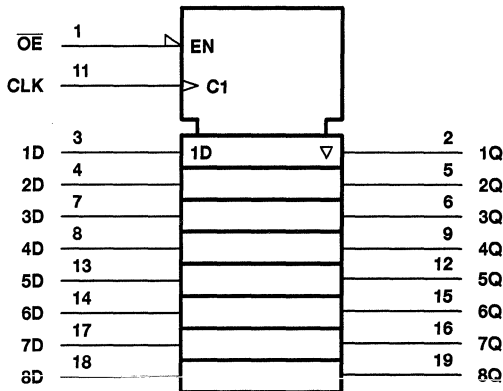 O̅E̅ 1 EN
CLK 11 C1
1D 3 1D 2 1Q
2D 4 5 2Q
3D 7 6 3Q
4D 8 9 4Q
5D 13 12 5Q
6D 14 15 6Q
7D 17 16 7Q
8D 18 19 8Q